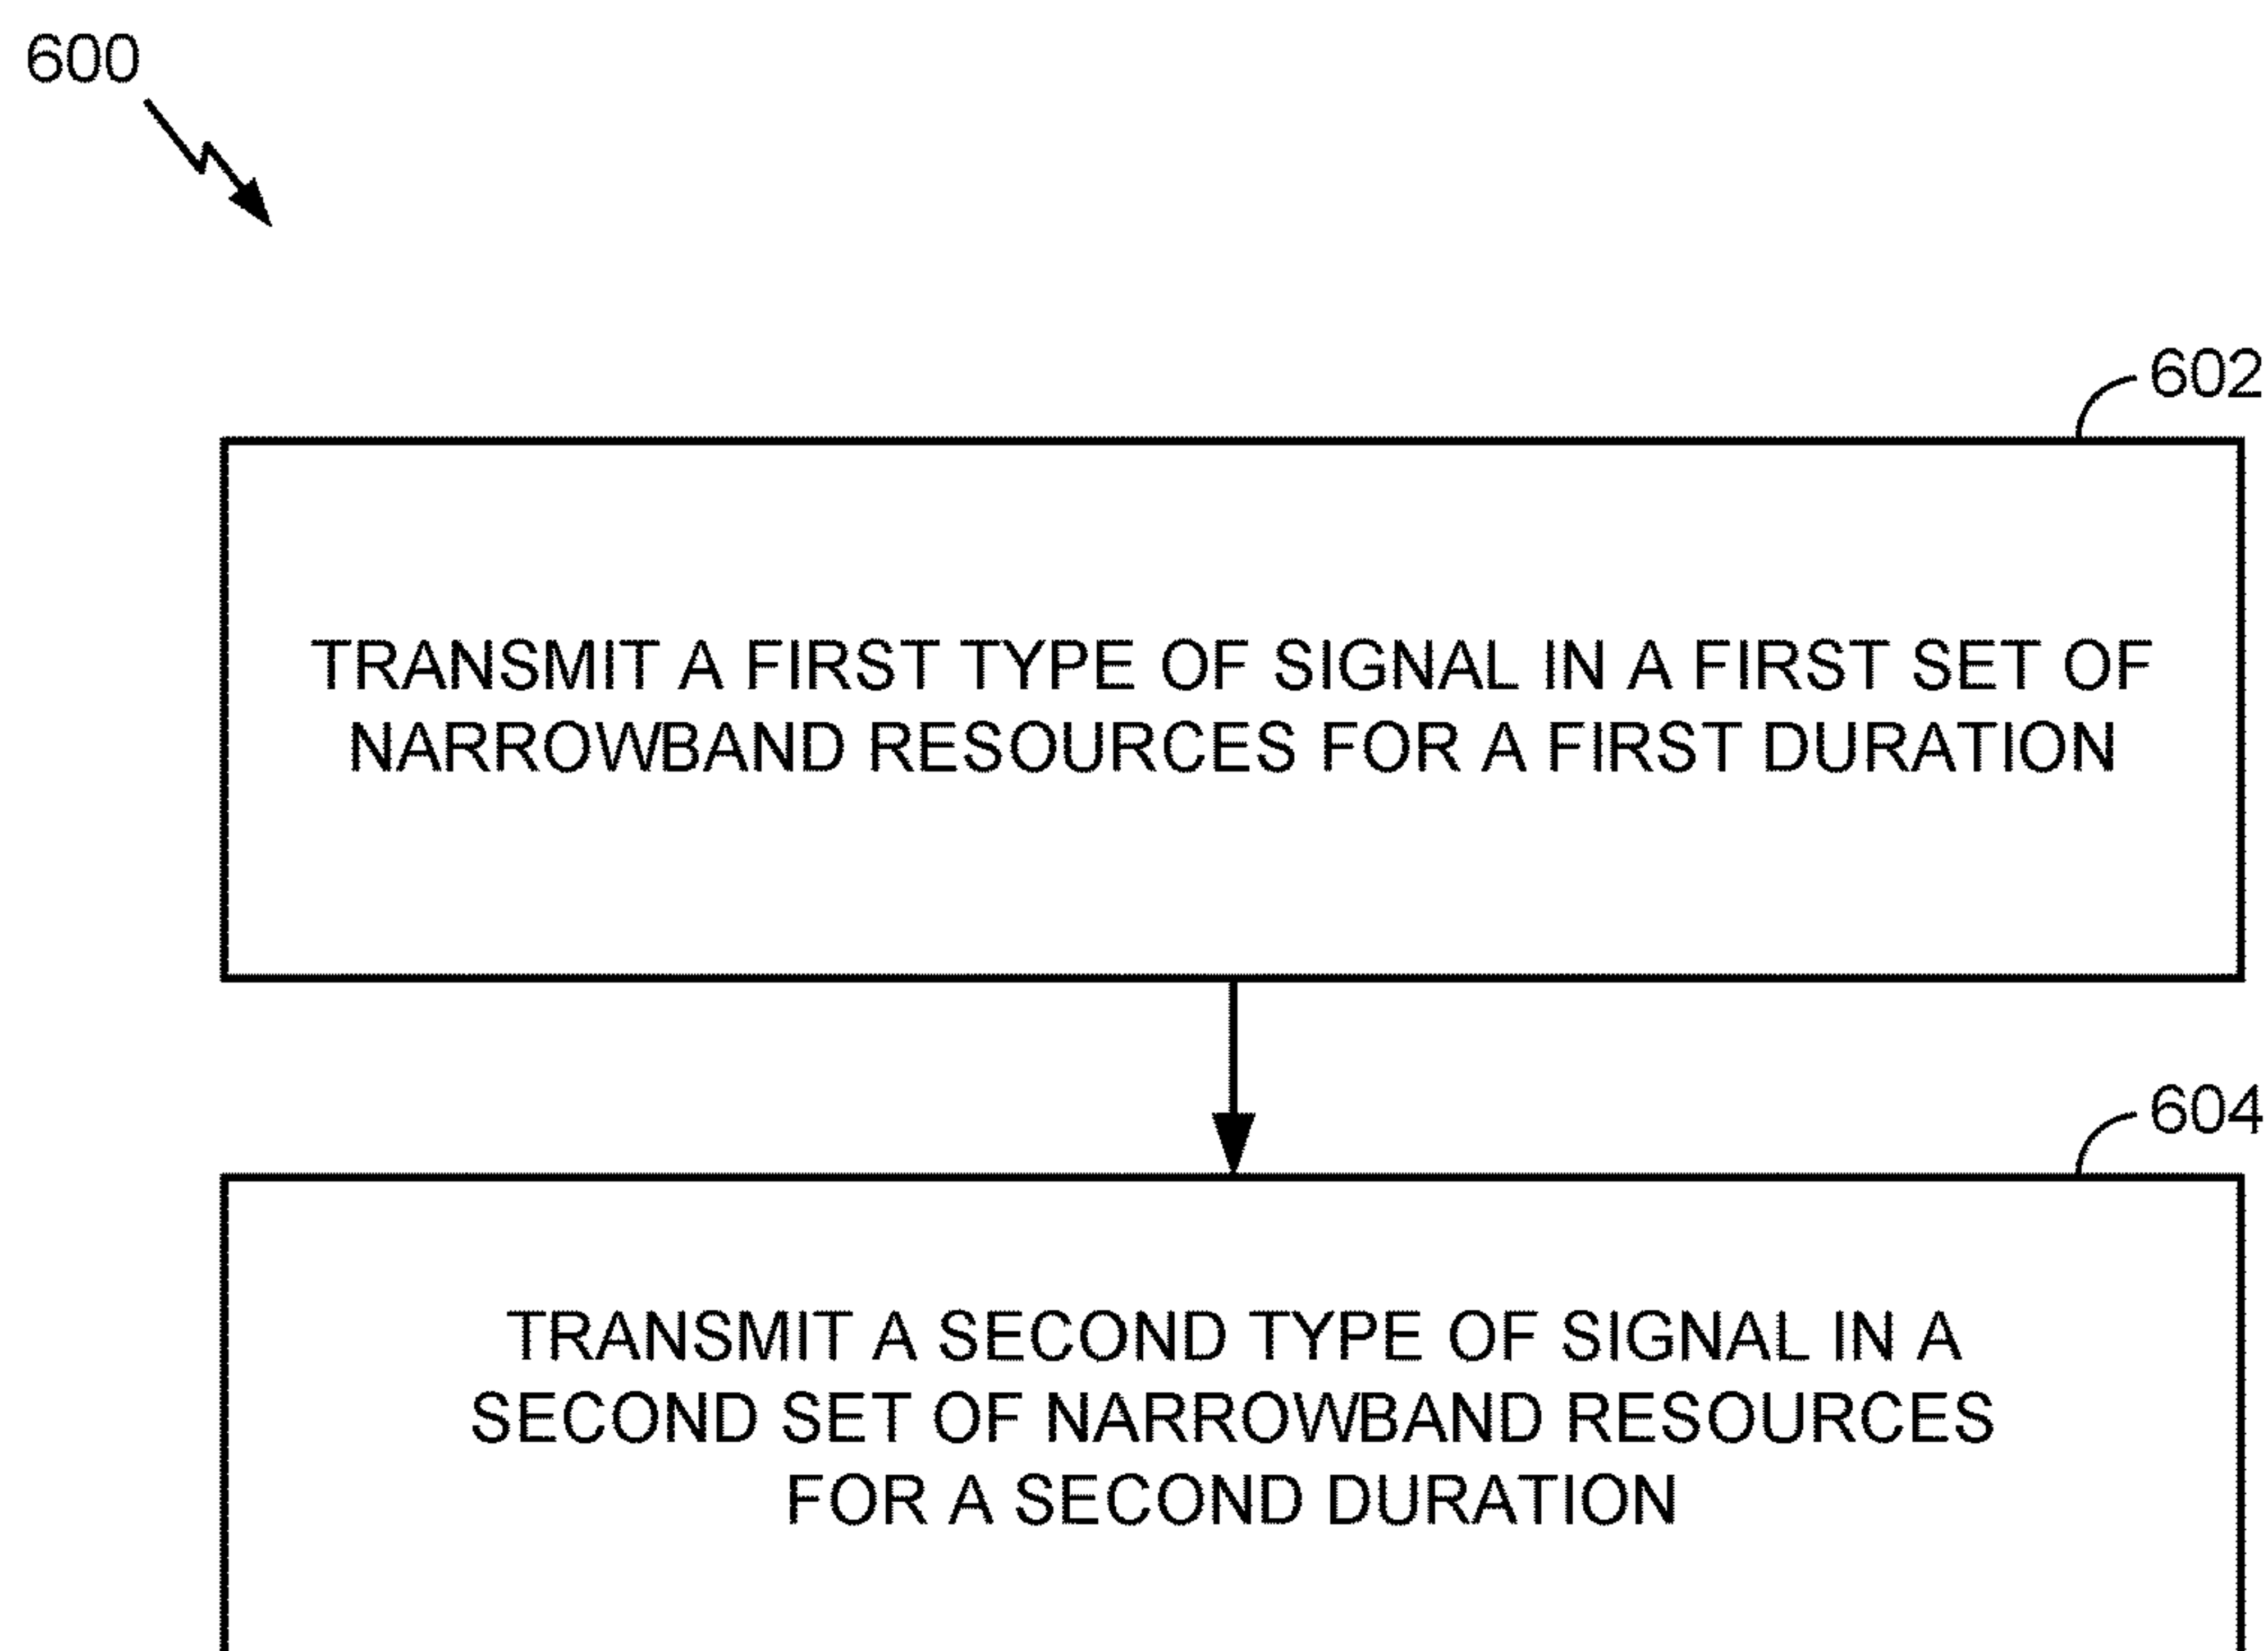 600
602
TRANSMIT A FIRST TYPE OF SIGNAL IN A FIRST SET OF
NARROWBAND RESOURCES FOR A FIRST DURATION
604
TRANSMIT A SECOND TYPE OF SIGNAL IN A
SECOND SET OF NARROWBAND RESOURCES
FOR A SECOND DURATION